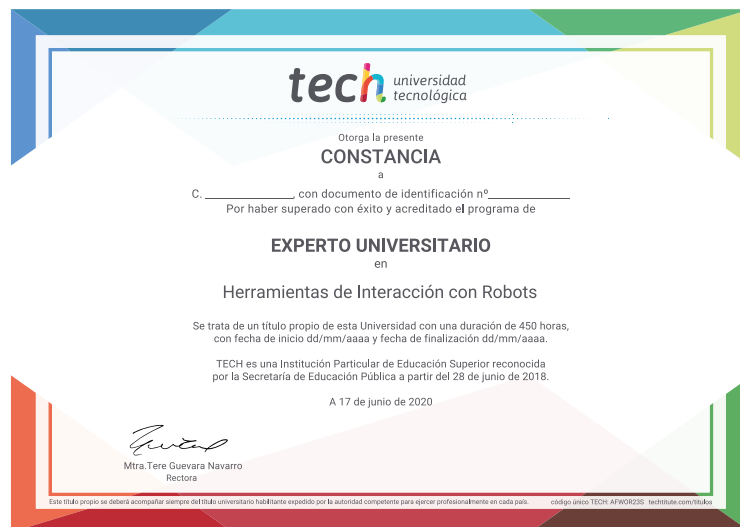 tech universidad
tecnológica
Otorga la presente
CONSTANCIA
a
C. ______________, con documento de identificación nº______________
Por haber superado con éxito y acreditado el programa de
EXPERTO UNIVERSITARIO
en
Herramientas de Interacción con Robots
Se trata de un título propio de esta Universidad con una duración de 450 horas,
con fecha de inicio dd/mm/aaaa y fecha de finalización dd/mm/aaaa.
TECH es una Institución Particular de Educación Superior reconocida
por la Secretaría de Educación Pública a partir del 28 de junio de 2018.
A 17 de junio de 2020
Mtra.Tere Guevara Navarro
Rectora
Este título propio se deberá acompañar siempre del título universitario habilitante expedido por la autoridad competente para ejercer profesionalmente en cada país. código único TECH: AFWOR23S techtitute.com/titulos